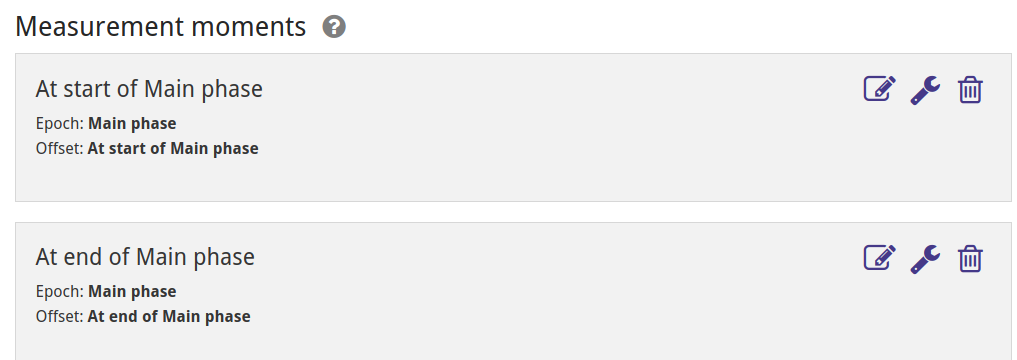 Measurement moments ?
At start of Main phase
Epoch: Main phase
Offset: At start of Main phase
At end of Main phase
Epoch: Main phase
Offset: At end of Main phase